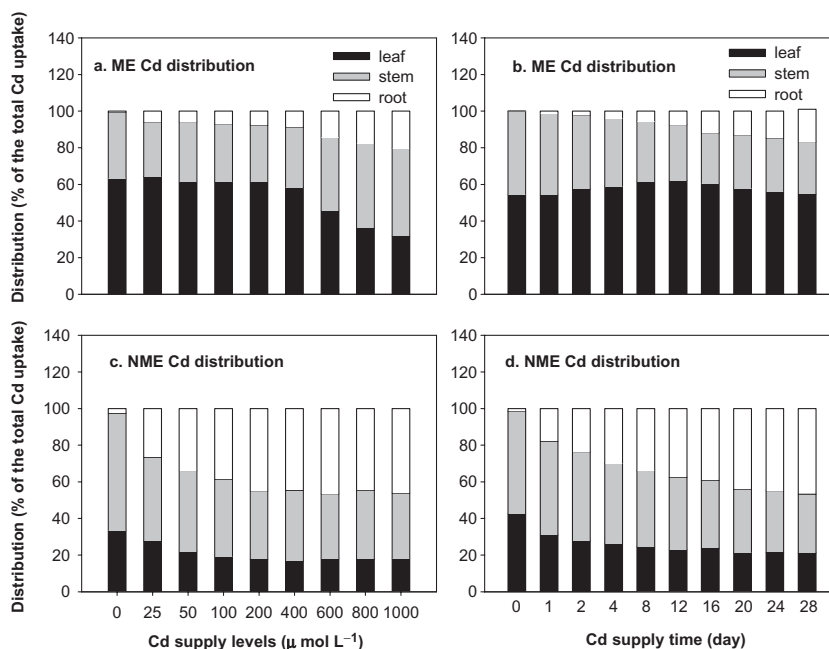 Distribution (% of the total Cd uptake)
140
120
100
80
60
40
20
0
a. ME Cd distribution
leaf
stem
root
140
120
100
80
60
40
20
0
b. ME Cd distribution
leaf
stem
root
Distribution (% of the total Cd uptake)
140
120
100
80
60
40
20
0
c. NME Cd distribution
0 25 50 100 200 400 600 800 1000
Cd supply levels (μ mol L⁻¹)
140
120
100
80
60
40
20
0
d. NME Cd distribution
0 1 2 4 8 12 16 20 24 28
Cd supply time (day)